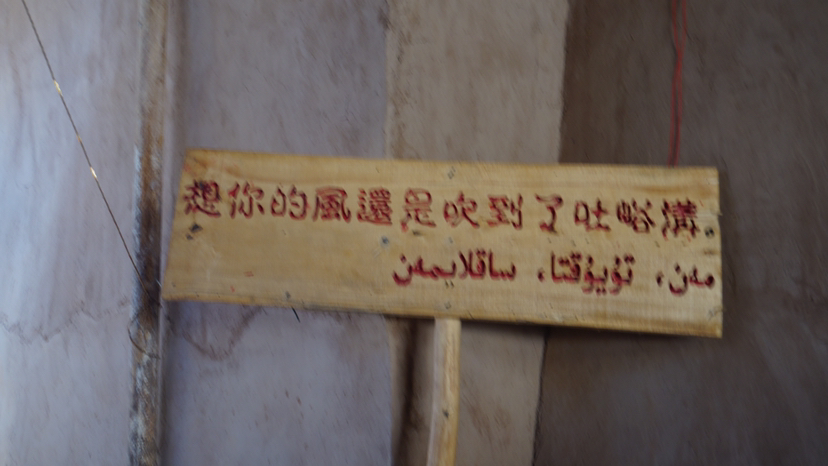 想你的風還是吹到了吐峪溝
مەن، تۇيۇقتا، ساقلايمەن